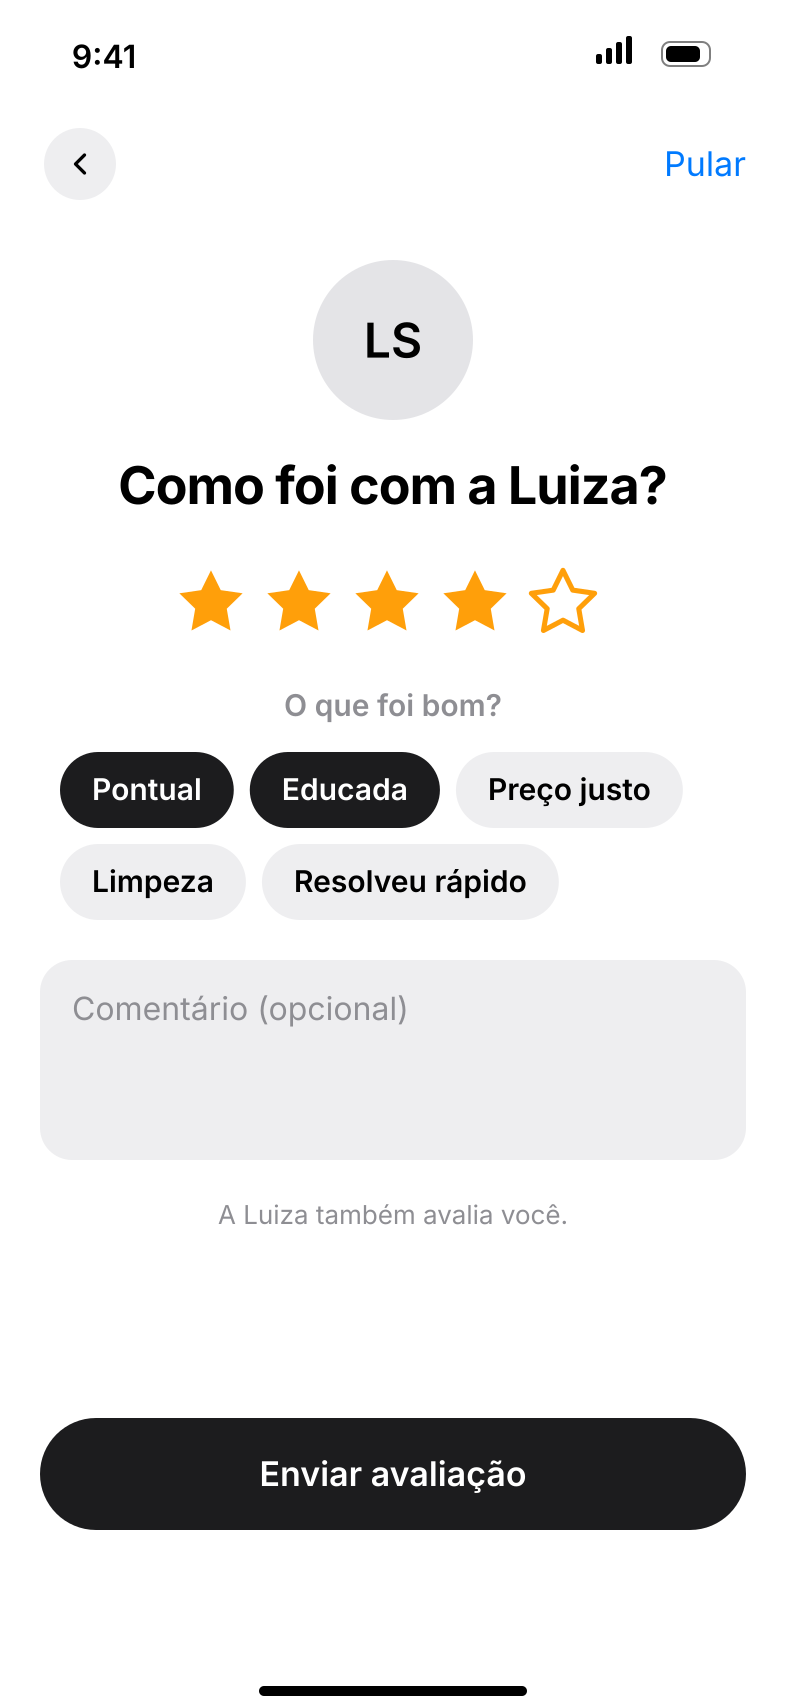 9:41
Pular
LS
Como foi com a Luiza?
O que foi bom?
Pontual Educada Preço justo
Limpeza Resolveu rápido
Comentário (opcional)
A Luiza também avalia você.
Enviar avaliação